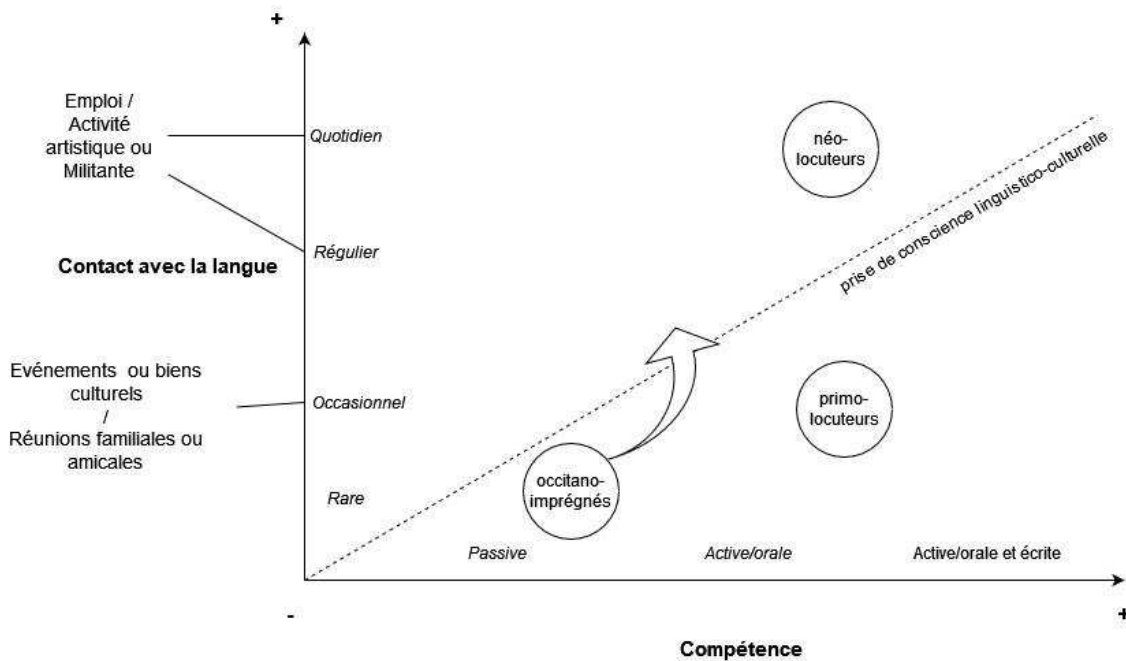 +
Emploi /
Activité
artistique ou
Militante
Quotidien
néo-
locuteurs
prise de conscience linguistico-culturelle
Régulier
Contact avec la langue
Evénements ou biens
culturels
/
Réunions familiales ou
amicales
Occasionnel
primo-
locuteurs
occitano-
imprégnés
Rare
Passive
Active/orale
Active/orale et écrite
-
+
Compétence